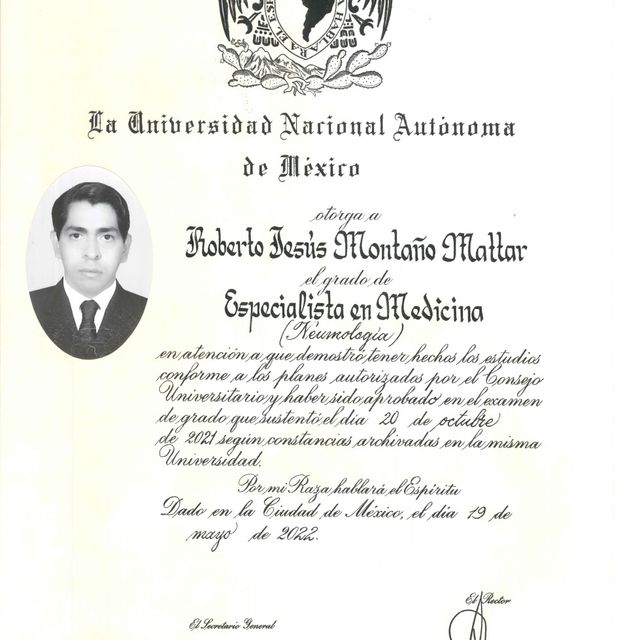 HABLARA EL ES
La Universidad Nacional Autónoma
de México
otorga a
Roberto Jesús Montaño Mattar
el grado de
Especialista en Medicina
(Neumología)
en atención a que demostró tener hechos los estudios
conforme a los planes autorizados por el Consejo
Universitario y haber sido aprobado en el examen
de grado que sustentó el día 20 de octubre
de 2021 según constancias archivadas en la misma
Universidad.
Por mi Raza hablará el Espíritu
Dado en la Ciudad de México, el día 19 de
mayo de 2022.
El Rector
El Secretario General